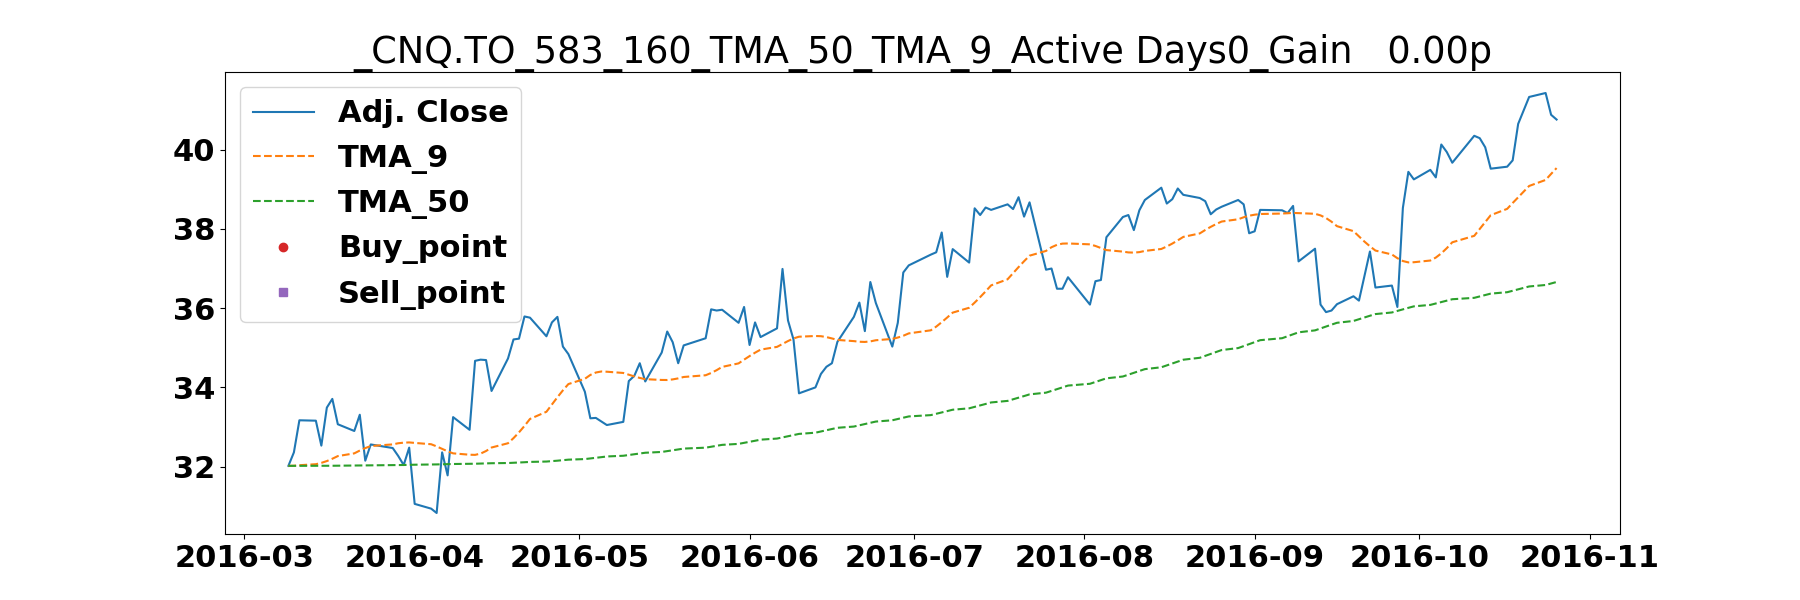 _CNQ.TO_583_160_TMA_50_TMA_9_Active Days0_Gain   0.00p
Adj. Close
TMA_9
TMA_50
Buy_point
Sell_point
40
38
36
34
32
2016-03 2016-04 2016-05 2016-06 2016-07 2016-08 2016-09 2016-10 2016-11